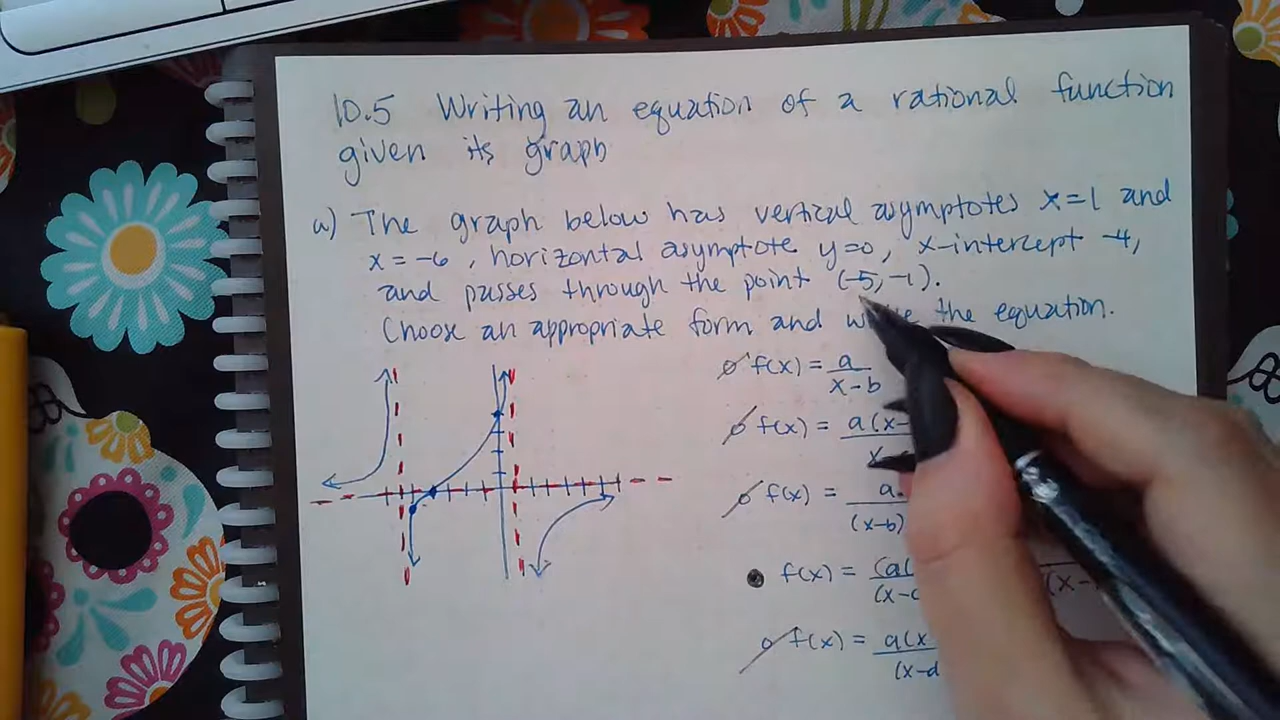 10.5 Writing an equation of a rational function
given its graph
a) The graph below has vertical asymptotes x=1 and
x=-6, horizontal asymptote y=0, x-intercept -4,
and passes through the point (-5,-1).
Choose an appropriate form and the equation.
f(x) = a
x-b
f(x) = a(x-
x
f(x) = a
(x-b)
f(x) = (a(
(x-c
(x-
f(x) = a(x
(x-d